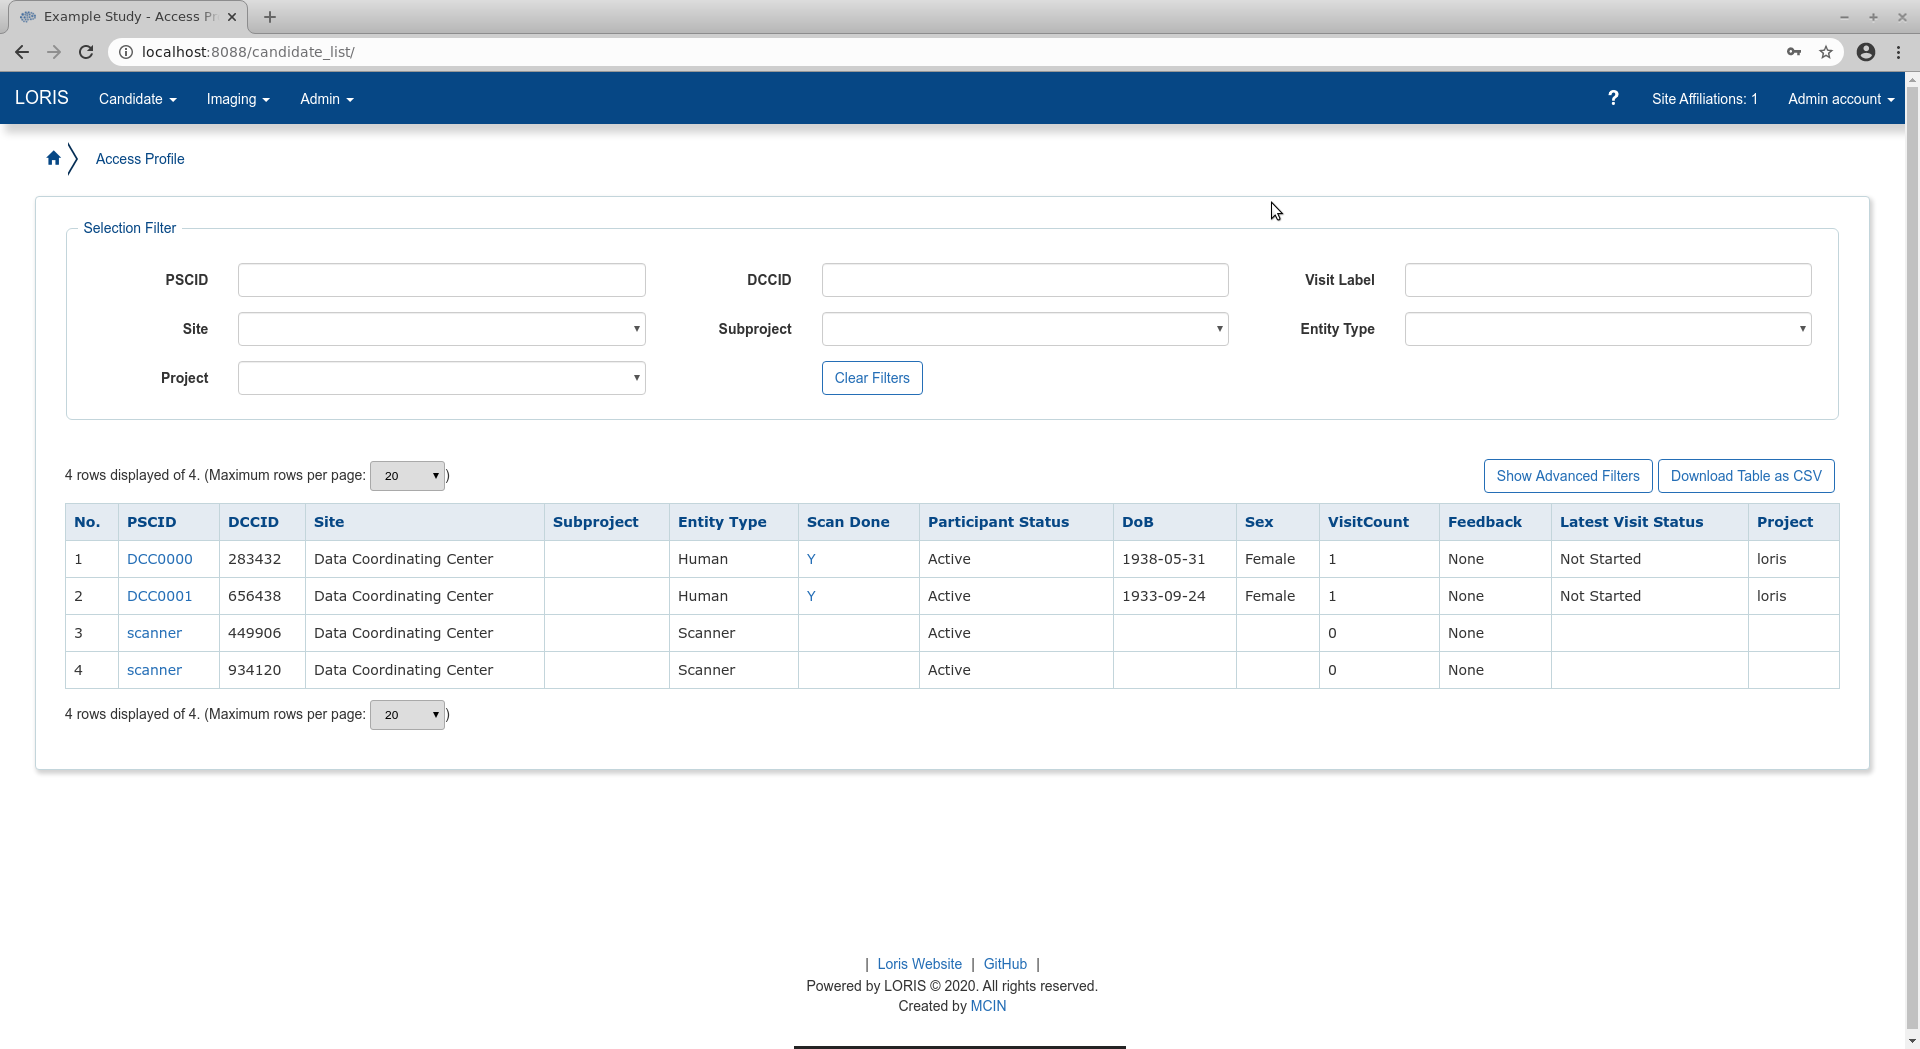 Example Study - Access Pr
localhost:8088/candidate_list/
LORIS Candidate Imaging Admin ? Site Affiliations: 1 Admin account
Access Profile
Selection Filter
PSCID DCCID Visit Label
Site Subproject Entity Type
Project Clear Filters
4 rows displayed of 4. (Maximum rows per page: 20 ) Show Advanced Filters Download Table as CSV
No. PSCID DCCID Site Subproject Entity Type Scan Done Participant Status DoB Sex VisitCount Feedback Latest Visit Status Project
1 DCC0000 283432 Data Coordinating Center Human Y Active 1938-05-31 Female 1 None Not Started loris
2 DCC0001 656438 Data Coordinating Center Human Y Active 1933-09-24 Female 1 None Not Started loris
3 scanner 449906 Data Coordinating Center Scanner Active 0 None
4 scanner 934120 Data Coordinating Center Scanner Active 0 None
4 rows displayed of 4. (Maximum rows per page: 20 )
| Loris Website | GitHub |
Powered by LORIS © 2020. All rights reserved.
Created by MCIN